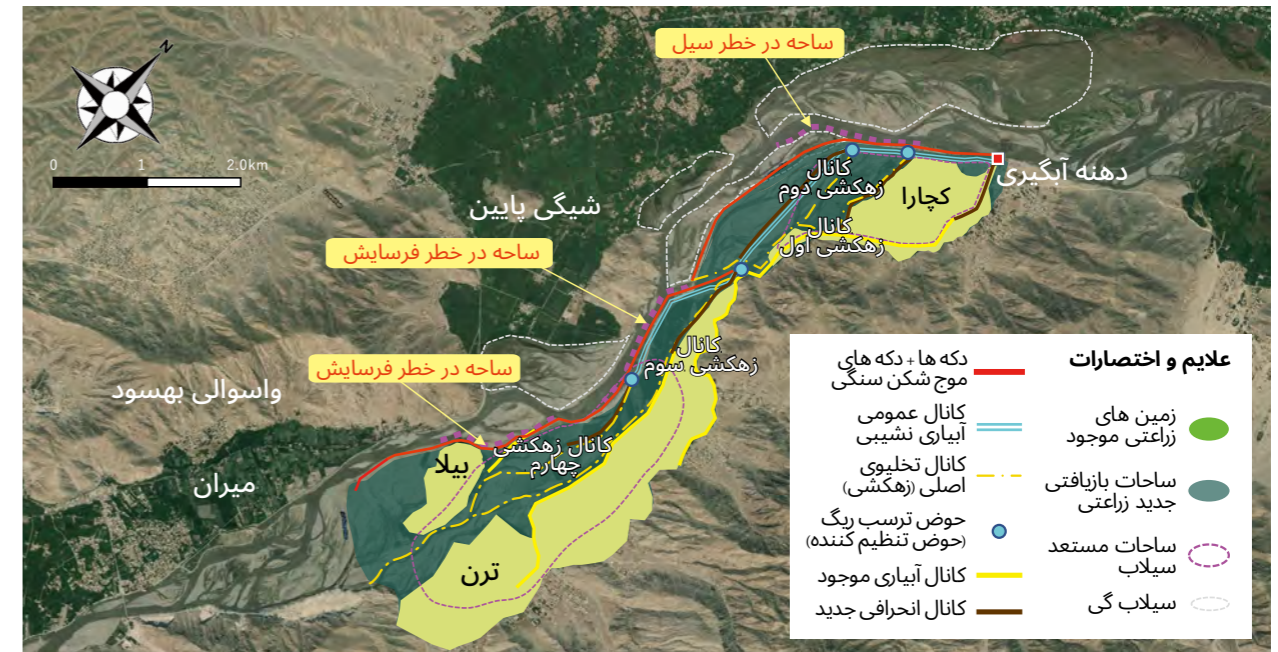 ساحه در خطر سیل
N
0 1 2.0km
دهنه آبگیری
کانال
زهکشی دوم
کچارا
شیگی پایین
کانال
زهکشی اول
ساحه در خطر فرسایش
کانال
زهکشی سوم
ساحه در خطر فرسایش
واسوالی بهسود
کانال زهکشی
چهارم
بیلا
میران
ترن
علایم و اختصارات
زمین های
زراعتی موجود
ساحات بازیافتی
جدید زراعتی
ساحات مستعد
سیلاب
سیلاب گی
دکه ها + دکه های
موج شکن سنگی
کانال عمومی
آبیاری نشیبی
کانال تخلیوی
اصلی (زهکشی)
حوض ترسب ریگ
(حوض تنظیم کننده)
کانال آبیاری موجود
کانال انحرافی جدید